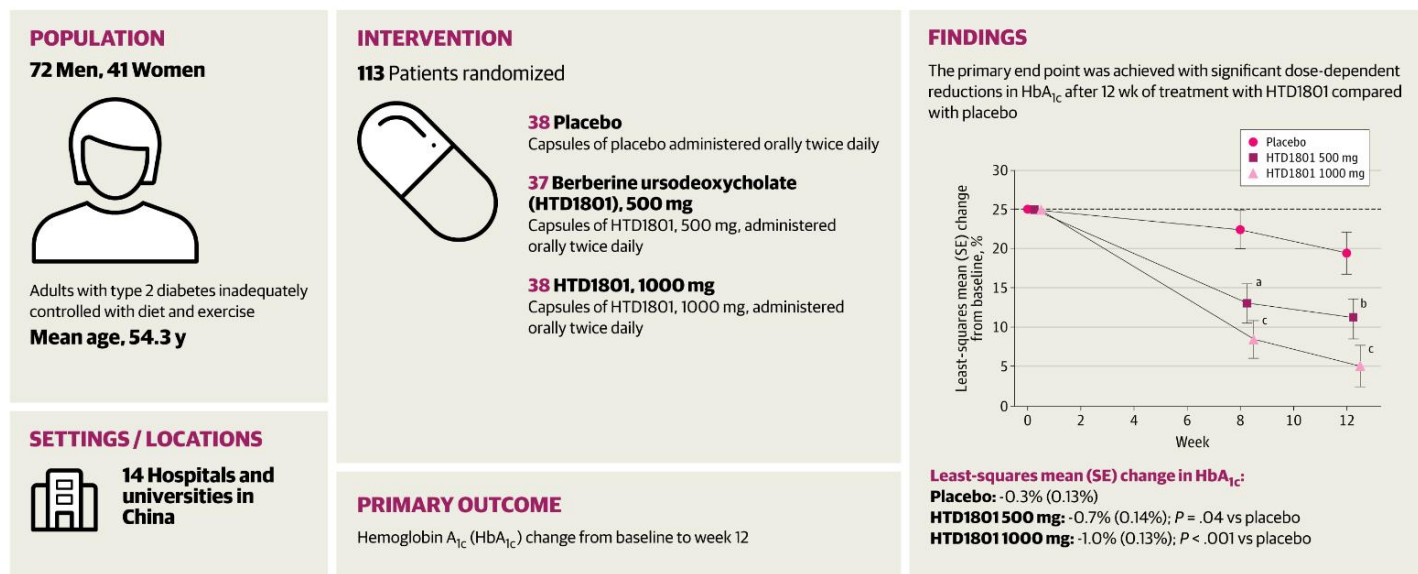 POPULATION
72 Men, 41 Women
Adults with type 2 diabetes inadequately
controlled with diet and exercise
Mean age, 54.3 y
SETTINGS / LOCATIONS
14 Hospitals and
universities in
China
INTERVENTION
113 Patients randomized
38 Placebo
Capsules of placebo administered orally twice daily
37 Berberine ursodeoxycholate
(HTD1801), 500 mg
Capsules of HTD1801, 500 mg, administered
orally twice daily
38 HTD1801, 1000 mg
Capsules of HTD1801, 1000 mg, administered
orally twice daily
PRIMARY OUTCOME
Hemoglobin A1c (HbA1c) change from baseline to week 12
FINDINGS
The primary end point was achieved with significant dose-dependent
reductions in HbA1c after 12 wk of treatment with HTD1801 compared
with placebo
Placebo
HTD1801 500 mg
HTD1801 1000 mg
Least-squares mean (SE) change
from baseline, %
30
25
20
15
10
5
0
a
b
c
c
0 2 4 6 8 10 12
Week
Least-squares mean (SE) change in HbA1c:
Placebo: -0.3% (0.13%)
HTD1801 500 mg: -0.7% (0.14%); P = .04 vs placebo
HTD1801 1000 mg: -1.0% (0.13%); P < .001 vs placebo